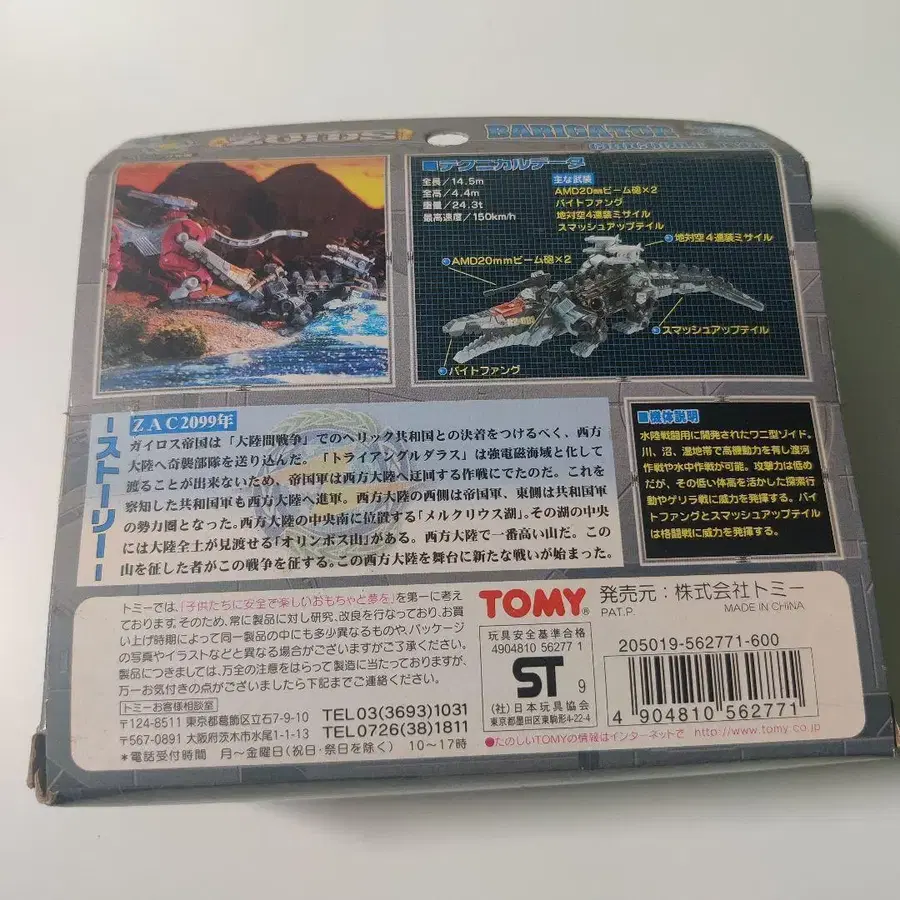 ZOIDS
BARIGATOR
■テクニカルデータ
全長/14.5m
全高/4.4m
重量/24.3t
最高速度/150km/h
主な武装
AMD20mmビーム砲×2
バイトファング
地対空4連装ミサイル
スマッシュアップテイル
地対空4連装ミサイル
AMD20mmビーム砲×2
スマッシュアップテイル
バイトファング
ーストーリーー
ZAC2099年
ガイロス帝国は「大陸間戦争」でのヘリック共和国との決着をつけるべく、西方
大陸へ奇襲部隊を送り込んだ。「トライアングルダラス」は強電磁海域と化して
渡ることが出来ないため、帝国軍は西方大陸へ迂回する作戦にでたのだ。これを
察知した共和国軍も西方大陸へ進軍。西方大陸の西側は帝国軍、東側は共和国軍
の勢力圏となった。西方大陸の中央南に位置する「メルクリウス湖」。その湖の中央
には大陸全土が見渡せる「オリンポス山」がある。西方大陸で一番高い山だ。この
山を征した者がこの戦争を征する。この西方大陸を舞台に新たな戦いが始まった。
■機体説明
水陸戦闘用に開発されたワニ型ゾイド。
川、沼、湿地帯で高機動力を有し渡河
作戦や水中作戦が可能。攻撃力は低め
だが、その低い体高を活かした探索行
動やゲリラ戦に威力を発揮する。バイ
トファングとスマッシュアップテイル
は格闘戦に威力を発揮する。
トミーでは、「子供たちに安全で楽しいおもちゃと夢を」を第一に考え
ております。そのため、常に製品に対し研究、改良を行なっており、お買
い上げ時期によって同一製品の中にも多少異なるものや、パッケージ
の写真やイラストなどと異なる場合がございますがご了承ください。
製品につきましては、万全の注意をはらって製造に当たっておりますが、
万一お気付きの点がございましたら下記までご連絡ください。
トミーお客様相談室
〒124-8511 東京都葛飾区立石7-9-10 TEL03(3693)1031
〒567-0891 大阪府茨木市水尾1-1-13 TEL0726(38)1811
*電話受付時間 月〜金曜日(祝日・祭日を除く) 10〜17時
TOMY®
玩具安全基準合格
4904810 56277 1
ST 9
(社)日本玩具協会
東京都墨田区東駒形4-22-4
発売元:株式会社トミー
PAT.P. MADE IN CHINA
205019-562771-600
4 904810 562771
●たのしいTOMYの情報はインターネットで http://www.tomy.co.jp